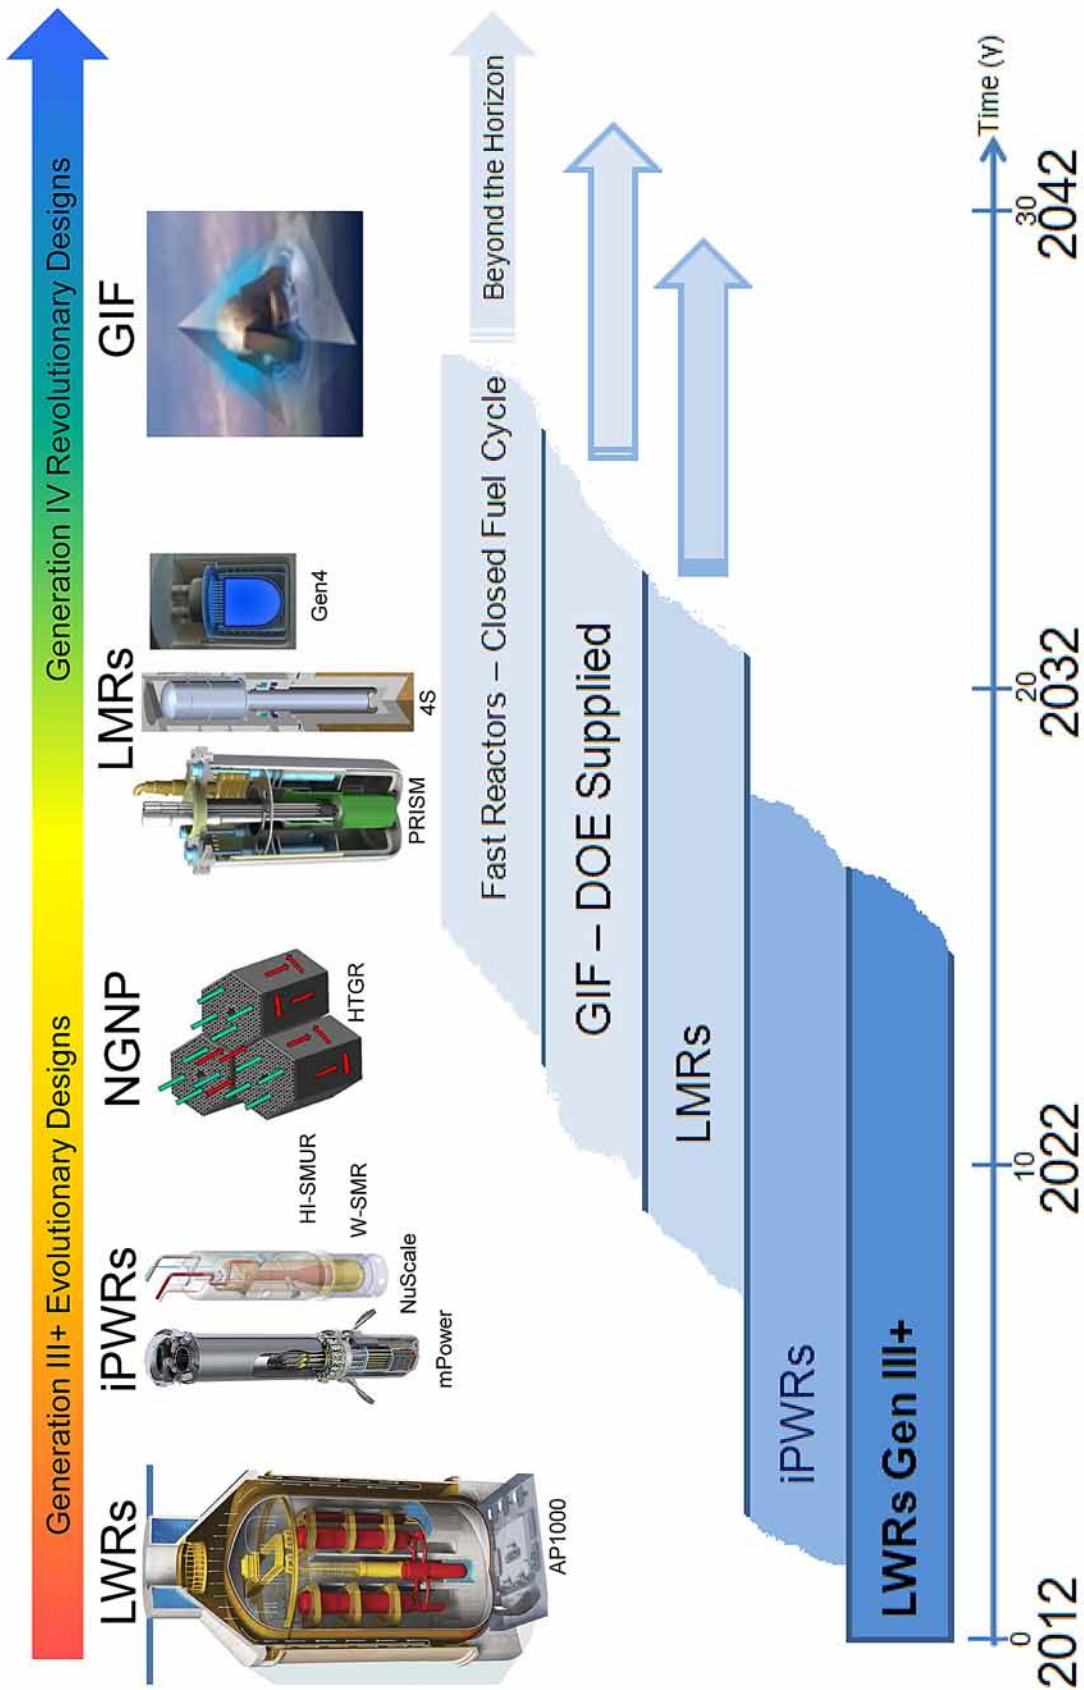 Generation III+ Evolutionary Designs
Generation IV Revolutionary Designs
LWRs
iPWRs
NGNP
LMRs
GIF
AP1000
mPower
NuScale
W-SMR
HI-SMUR
HTGR
PRISM
4S
Gen4
Fast Reactors – Closed Fuel Cycle
Beyond the Horizon
GIF – DOE Supplied
LMRs
iPWRs
LWRs Gen III+
Time (y)
0
10
20
30
2012
2022
2032
2042